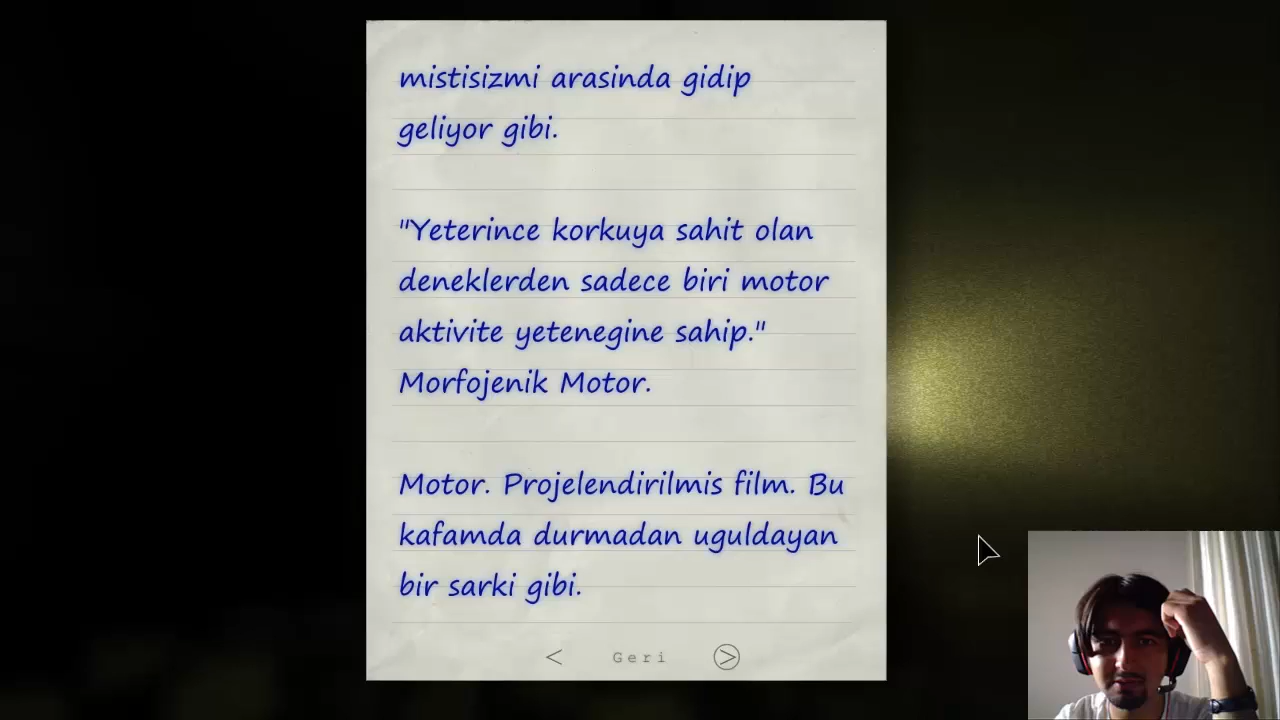 mistisizmi arasinda gidip
geliyor gibi.
"Yeterince korkuya sahit olan
deneklerden sadece biri motor
aktivite yetenegine sahip."
Morfojenik Motor.
Motor. Projelendirilmis film. Bu
kafamda durmadan uguldayan
bir sarki gibi.
< Geri >